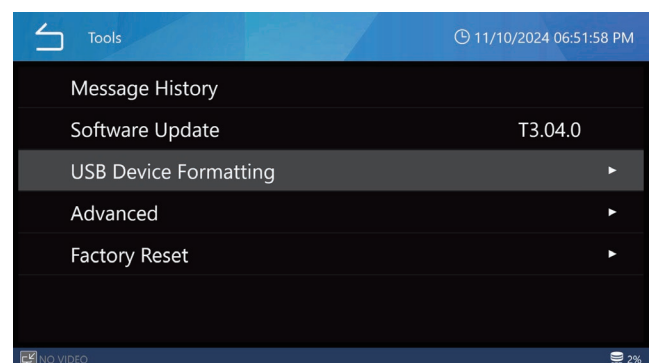 Tools 11/10/2024 06:51:58 PM
Message History
Software Update T3.04.0
USB Device Formatting
Advanced
Factory Reset
NO VIDEO 2%